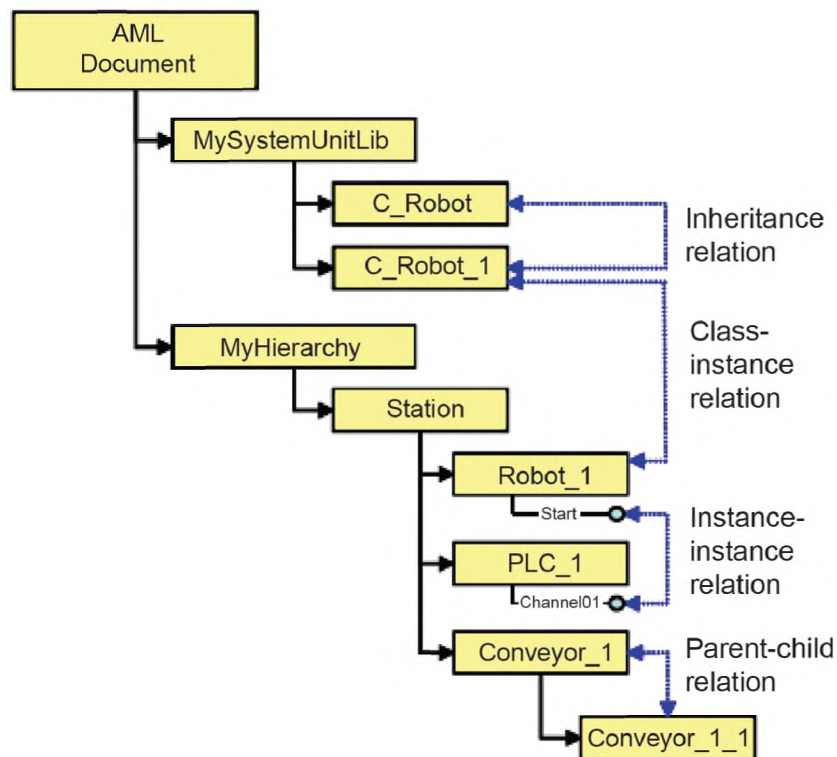 AML
Document
MySystemUnitLib
C_Robot
C_Robot_1
Inheritance
relation
MyHierarchy
Class-
instance
relation
Station
Robot_1
Start
Instance-
instance
relation
PLC_1
Channel01
Conveyor_1
Parent-child
relation
Conveyor_1_1